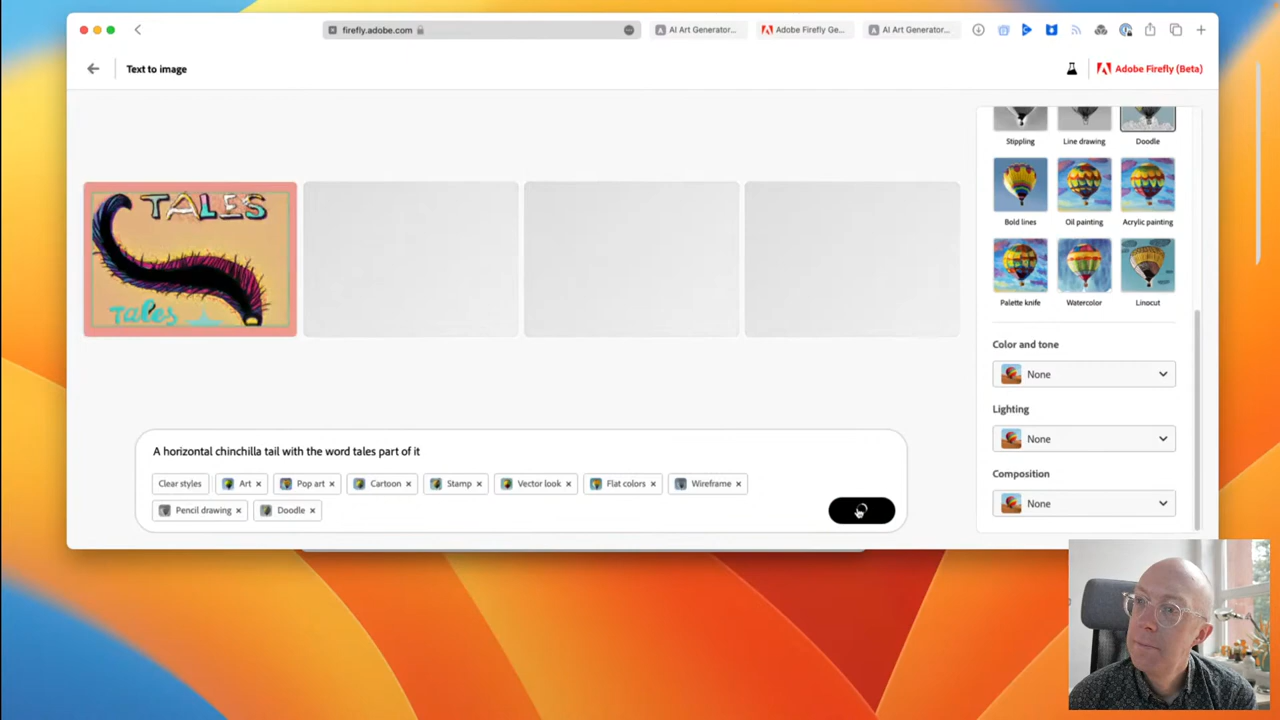 firefly.adobe.com
AI Art Generator...
Adobe Firefly Ge...
AI Art Generator...
Text to image
Adobe Firefly (Beta)
Stippling
Line drawing
Doodle
Bold lines
Oil painting
Acrylic painting
Palette knife
Watercolor
Linocut
TALES
Tales
Color and tone
None
Lighting
None
Composition
None
A horizontal chinchilla tail with the word tales part of it
Clear styles
Art
Pop art
Cartoon
Stamp
Vector look
Flat colors
Wireframe
Pencil drawing
Doodle